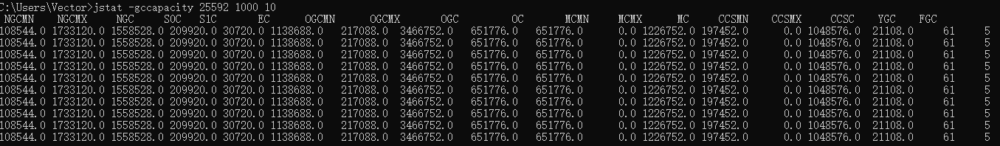 C:\Users\Vector>jstat -gccapacity 25592 1000 10
NGCMN NGCMX NGC S0C S1C EC OGCMN OGCMX OGC OC MCMN MCMX MC CCSMN CCSMX CCSC YGC FGC
108544.0 1733120.0 1558528.0 209920.0 30720.0 1138688.0 217088.0 3466752.0 651776.0 651776.0 0.0 1226752.0 197452.0 0.0 1048576.0 21108.0 61 5
108544.0 1733120.0 1558528.0 209920.0 30720.0 1138688.0 217088.0 3466752.0 651776.0 651776.0 0.0 1226752.0 197452.0 0.0 1048576.0 21108.0 61 5
108544.0 1733120.0 1558528.0 209920.0 30720.0 1138688.0 217088.0 3466752.0 651776.0 651776.0 0.0 1226752.0 197452.0 0.0 1048576.0 21108.0 61 5
108544.0 1733120.0 1558528.0 209920.0 30720.0 1138688.0 217088.0 3466752.0 651776.0 651776.0 0.0 1226752.0 197452.0 0.0 1048576.0 21108.0 61 5
108544.0 1733120.0 1558528.0 209920.0 30720.0 1138688.0 217088.0 3466752.0 651776.0 651776.0 0.0 1226752.0 197452.0 0.0 1048576.0 21108.0 61 5
108544.0 1733120.0 1558528.0 209920.0 30720.0 1138688.0 217088.0 3466752.0 651776.0 651776.0 0.0 1226752.0 197452.0 0.0 1048576.0 21108.0 61 5
108544.0 1733120.0 1558528.0 209920.0 30720.0 1138688.0 217088.0 3466752.0 651776.0 651776.0 0.0 1226752.0 197452.0 0.0 1048576.0 21108.0 61 5
108544.0 1733120.0 1558528.0 209920.0 30720.0 1138688.0 217088.0 3466752.0 651776.0 651776.0 0.0 1226752.0 197452.0 0.0 1048576.0 21108.0 61 5
108544.0 1733120.0 1558528.0 209920.0 30720.0 1138688.0 217088.0 3466752.0 651776.0 651776.0 0.0 1226752.0 197452.0 0.0 1048576.0 21108.0 61 5
108544.0 1733120.0 1558528.0 209920.0 30720.0 1138688.0 217088.0 3466752.0 651776.0 651776.0 0.0 1226752.0 197452.0 0.0 1048576.0 21108.0 61 5